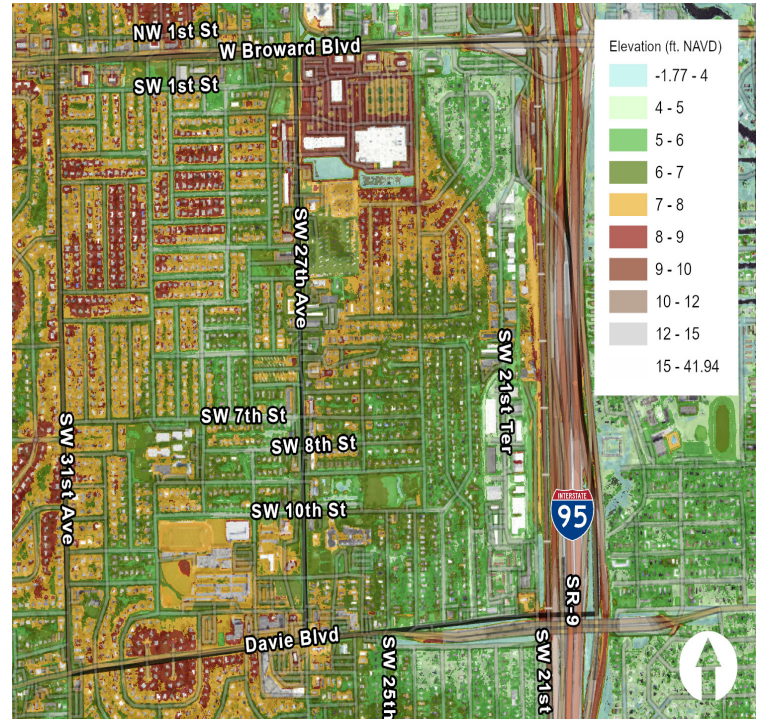 NW 1st St
W Broward Blvd
SW 1st St
SW 27th Ave
SW 21st Ter
SW 7th St
SW 8th St
SW 31st Ave
SW 10th St
INTERSTATE
95
SR-9
Davie Blvd
SW 25th
SW 21st
Elevation (ft. NAVD)
-1.77 - 4
4 - 5
5 - 6
6 - 7
7 - 8
8 - 9
9 - 10
10 - 12
12 - 15
15 - 41.94